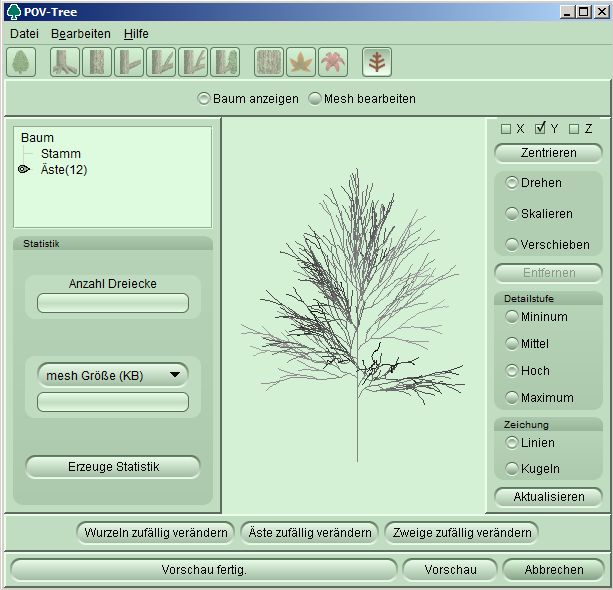 POV-Tree
Datei Bearbeiten Hilfe
Baum anzeigen Mesh bearbeiten
Baum
Stamm
Äste(12)
Statistik
Anzahl Dreiecke
mesh Größe (KB)
Erzeuge Statistik
X Y Z
Zentrieren
Drehen
Skalieren
Verschieben
Entfernen
Detailstufe
Mininum
Mittel
Hoch
Maximum
Zeichung
Linien
Kugeln
Aktualisieren
Wurzeln zufällig verändern Äste zufällig verändern Zweige zufällig verändern
Vorschau fertig. Vorschau Abbrechen